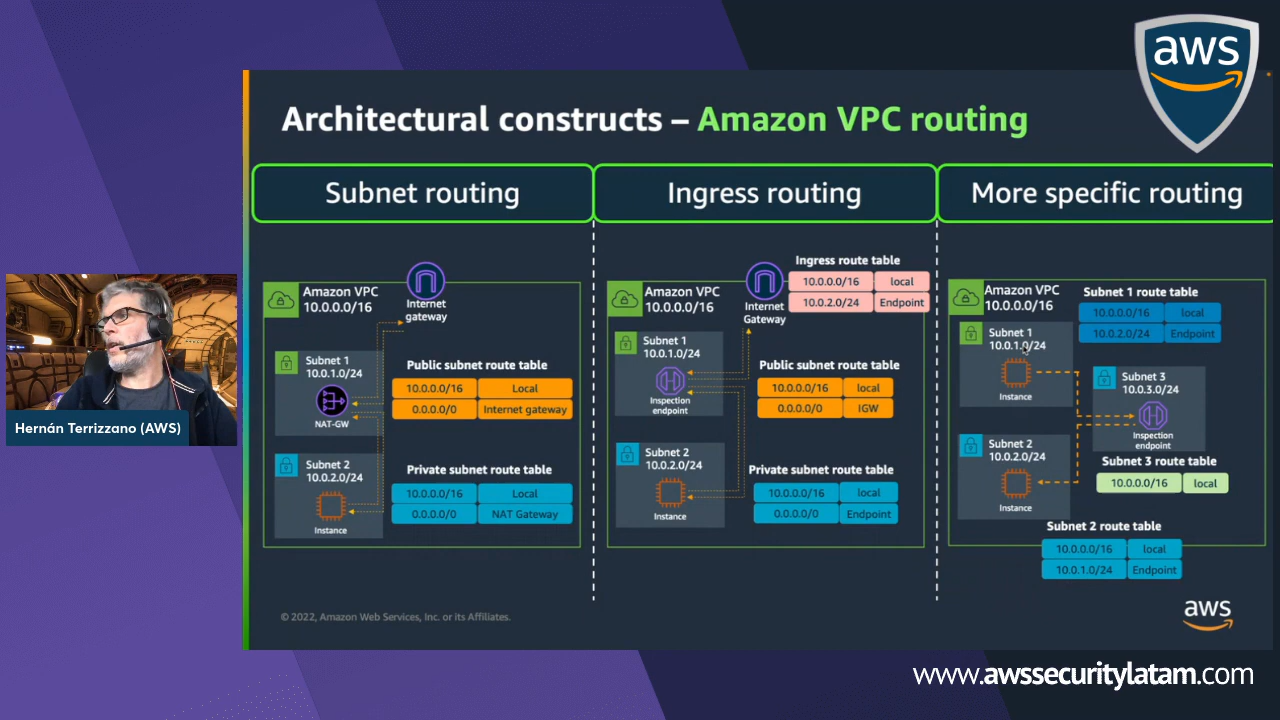 aws
Architectural constructs – Amazon VPC routing
Subnet routing
Ingress routing
More specific routing
Amazon VPC
10.0.0.0/16
Internet
gateway
Subnet 1
10.0.1.0/24
NAT-GW
Public subnet route table
10.0.0.0/16 Local
0.0.0.0/0 Internet gateway
Subnet 2
10.0.2.0/24
Instance
Private subnet route table
10.0.0.0/16 Local
0.0.0.0/0 NAT Gateway
Amazon VPC
10.0.0.0/16
Internet
Gateway
Ingress route table
10.0.0.0/16 local
10.0.2.0/24 Endpoint
Subnet 1
10.0.1.0/24
Inspection
endpoint
Public subnet route table
10.0.0.0/16 local
0.0.0.0/0 IGW
Subnet 2
10.0.2.0/24
Instance
Private subnet route table
10.0.0.0/16 local
0.0.0.0/0 Endpoint
Amazon VPC
10.0.0.0/16
Subnet 1 route table
10.0.0.0/16 local
10.0.2.0/24 Endpoint
Subnet 1
10.0.1.0/24
Instance
Subnet 3
10.0.3.0/24
Inspection
endpoint
Subnet 2
10.0.2.0/24
Instance
Subnet 3 route table
10.0.0.0/16 local
Subnet 2 route table
10.0.0.0/16 local
10.0.1.0/24 Endpoint
Hernán Terrizzano (AWS)
© 2022, Amazon Web Services, Inc. or its Affiliates.
aws
www.awssecuritylatam.com